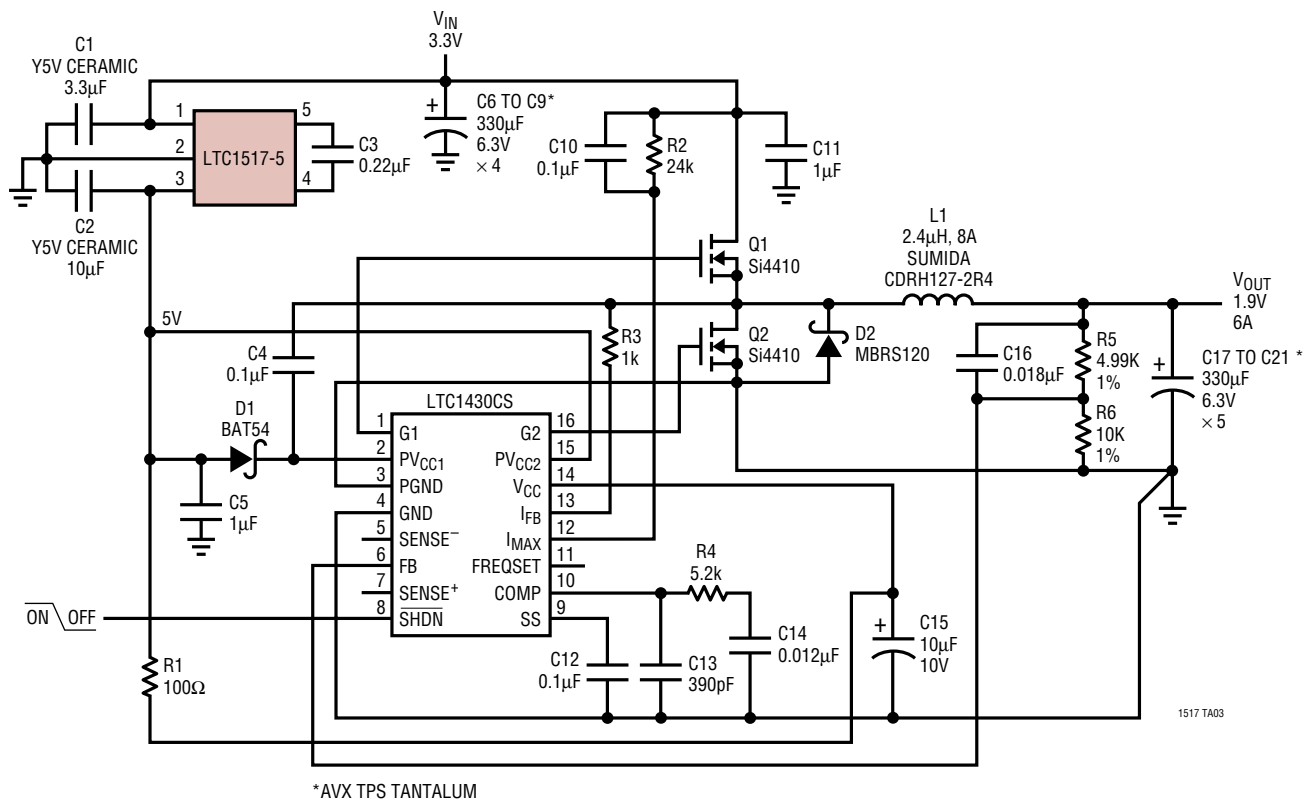 VIN
3.3V
C1
Y5V CERAMIC
3.3µF
1
2
3
LTC1517-5
5
4
C3
0.22µF
C2
Y5V CERAMIC
10µF
+
C6 TO C9*
330µF
6.3V
× 4
C10
0.1µF
R2
24k
C11
1µF
Q1
Si4410
L1
2.4µH, 8A
SUMIDA
CDRH127-2R4
VOUT
1.9V
6A
5V
C4
0.1µF
R3
1k
Q2
Si4410
D2
MBRS120
C16
0.018µF
R5
4.99K
1%
R6
10K
1%
+
C17 TO C21 *
330µF
6.3V
× 5
D1
BAT54
C5
1µF
LTC1430CS
1 G1 G2 16
2 PVCC1 PVCC2 15
3 PGND VCC 14
4 GND IFB 13
5 SENSE– IMAX 12
6 FB FREQSET 11
7 SENSE+ COMP 10
8 SHDN SS 9
ON OFF
R4
5.2k
R1
100Ω
C12
0.1µF
C13
390pF
C14
0.012µF
+
C15
10µF
10V
1517 TA03
*AVX TPS TANTALUM